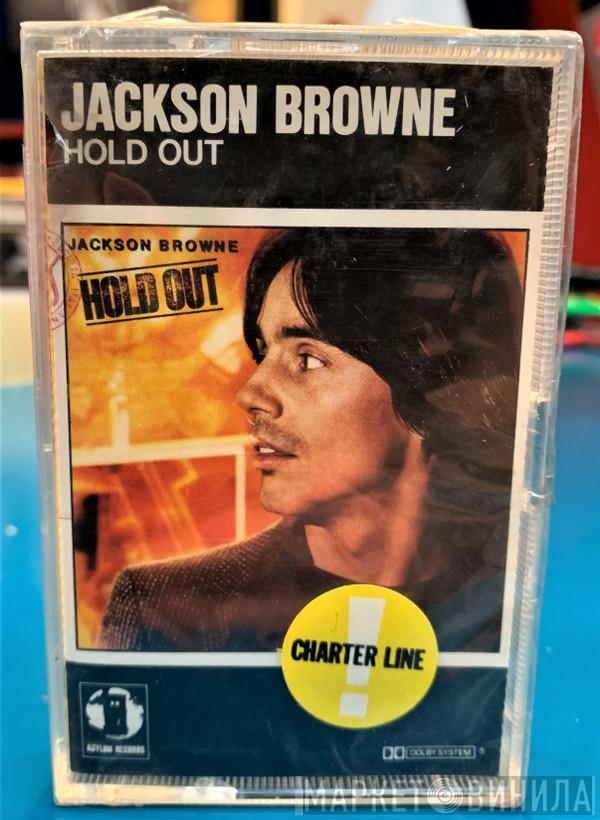 JACKSON BROWNE
HOLD OUT
JACKSON BROWNE
HOLD OUT
CHARTER LINE
ASYLUM RECORDS
DOLBY SYSTEM
МАРКЕТ ВИНИЛА